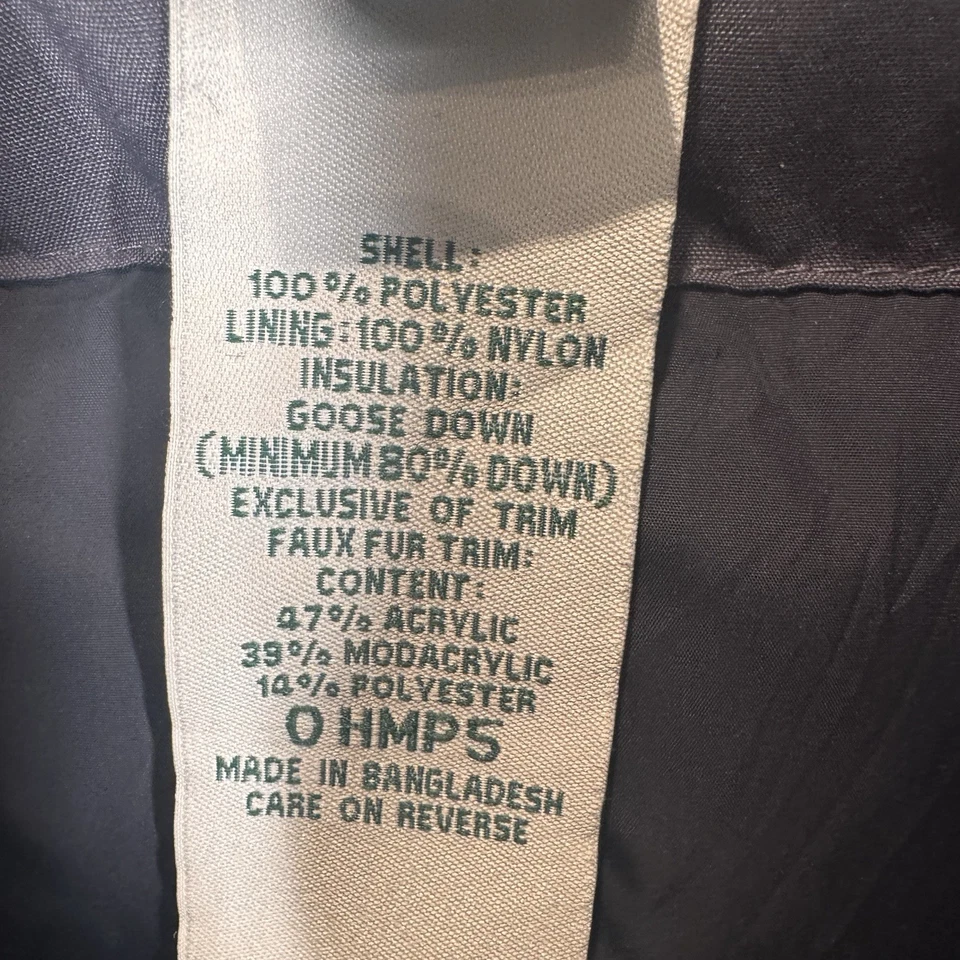 SHELL:
100% POLYESTER
LINING: 100% NYLON
INSULATION:
GOOSE DOWN
(MINIMUM 80% DOWN)
EXCLUSIVE OF TRIM
FAUX FUR TRIM:
CONTENT:
47% ACRYLIC
39% MODACRYLIC
14% POLYESTER
0 HMP5
MADE IN BANGLADESH
CARE ON REVERSE